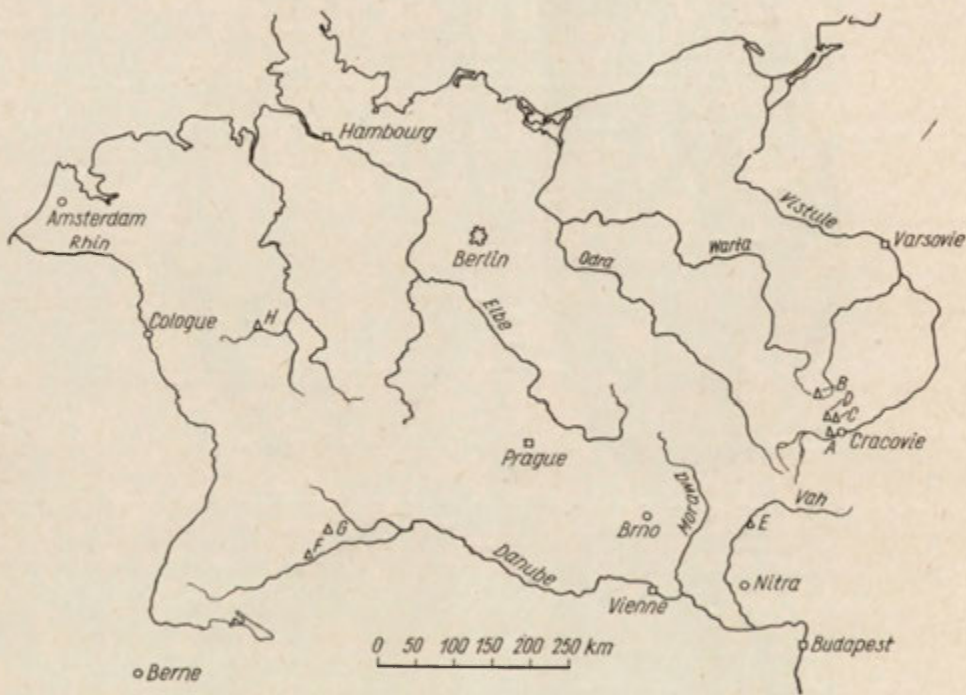 Hambourg
Amsterdam
Rhin
Vistule
Varsovie
Berlin
Odra
Warta
Elbe
Cologue
H
B
D
C
A
Cracovie
Prague
Vah
Morawa
Brno
E
G
F
Danube
Nitra
Vienne
Budapest
0 50 100 150 200 250 km
Berne